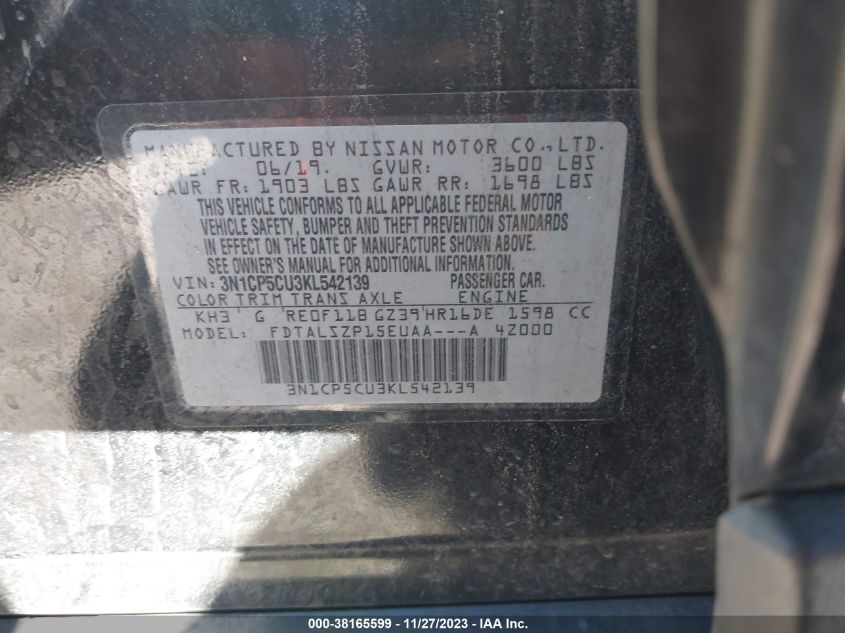 MANUFACTURED BY NISSAN MOTOR CO.,LTD.
06/19. GVWR: 3600 LBS
GAWR FR: 1903 LBS GAWR RR: 1698 LBS
THIS VEHICLE CONFORMS TO ALL APPLICABLE FEDERAL MOTOR
VEHICLE SAFETY, BUMPER AND THEFT PREVENTION STANDARDS
IN EFFECT ON THE DATE OF MANUFACTURE SHOWN ABOVE.
SEE OWNER'S MANUAL FOR ADDITIONAL INFORMATION.
VIN: 3N1CP5CU3KL542139 PASSENGER CAR.
COLOR TRIM TRANS AXLE ENGINE
KH3 G RE0F11B GZ39 HR16DE 1598 CC
MODEL: FDTALSZP15EUAA---A 4Z000
3N1CP5CU3KL542139
000-38165599 — 11/27/2023 — IAAI.com